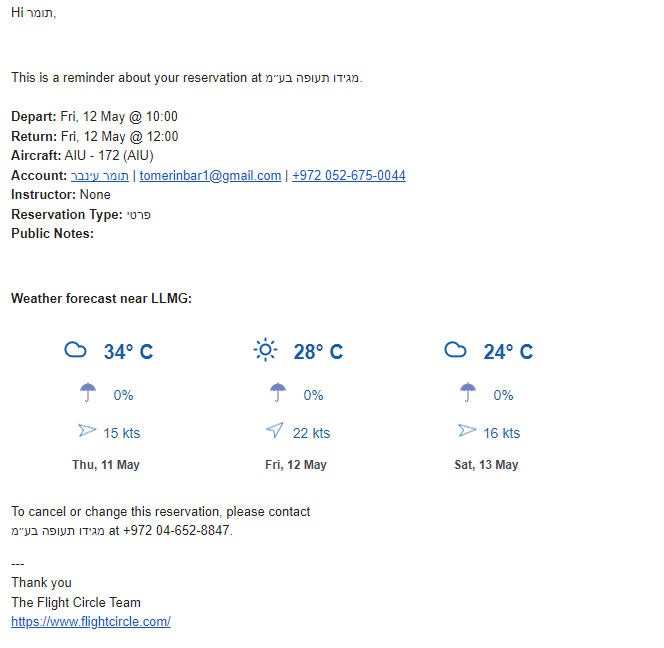 Hi תומר,
This is a reminder about your reservation at מגידו תעופה בע״מ.
Depart: Fri, 12 May @ 10:00
Return: Fri, 12 May @ 12:00
Aircraft: AIU - 172 (AIU)
Account: תומר עינבר | tomerinbar1@gmail.com | +972 052-675-0044
Instructor: None
Reservation Type: פרטי
Public Notes:
Weather forecast near LLMG:
34° C 28° C 24° C
0% 0% 0%
15 kts 22 kts 16 kts
Thu, 11 May Fri, 12 May Sat, 13 May
To cancel or change this reservation, please contact
מגידו תעופה בע״מ at +972 04-652-8847.
---
Thank you
The Flight Circle Team
https://www.flightcircle.com/